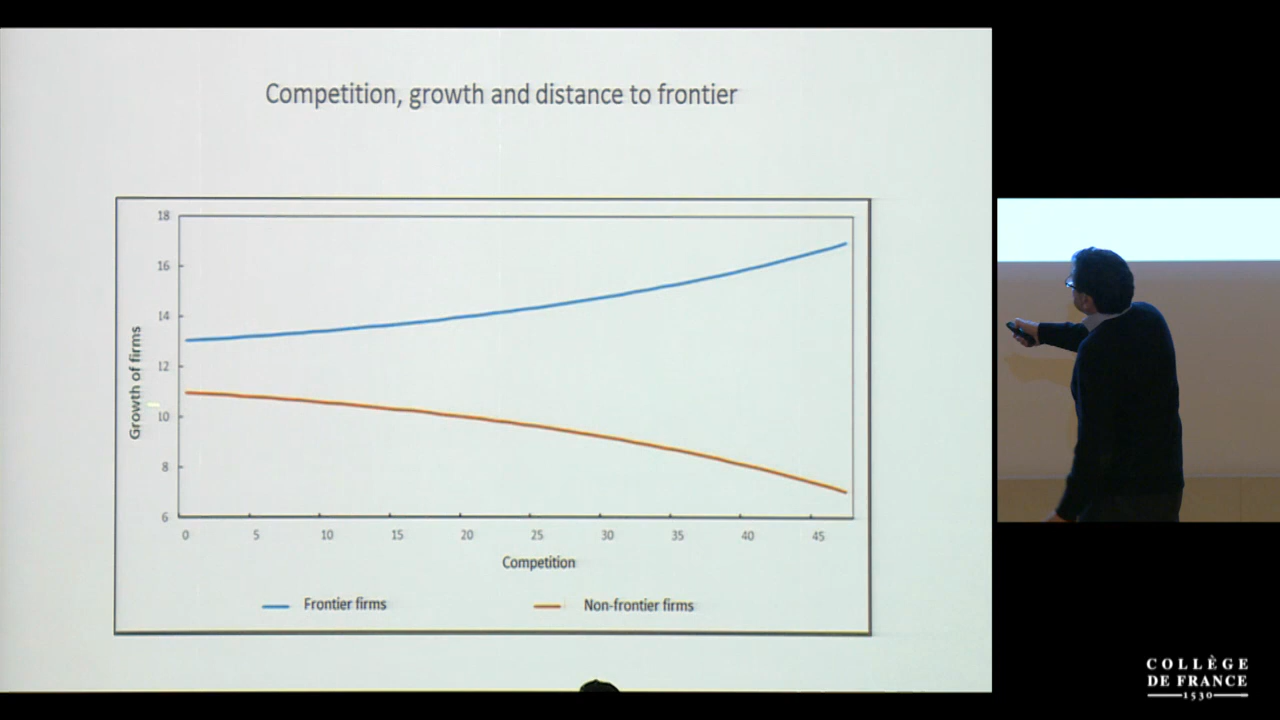 Competition, growth and distance to frontier
18
16
14
12
10
8
6
Growth of firms
0 5 10 15 20 25 30 35 40 45
Competition
Frontier firms Non-frontier firms
COLLÈGE
DE FRANCE
1530